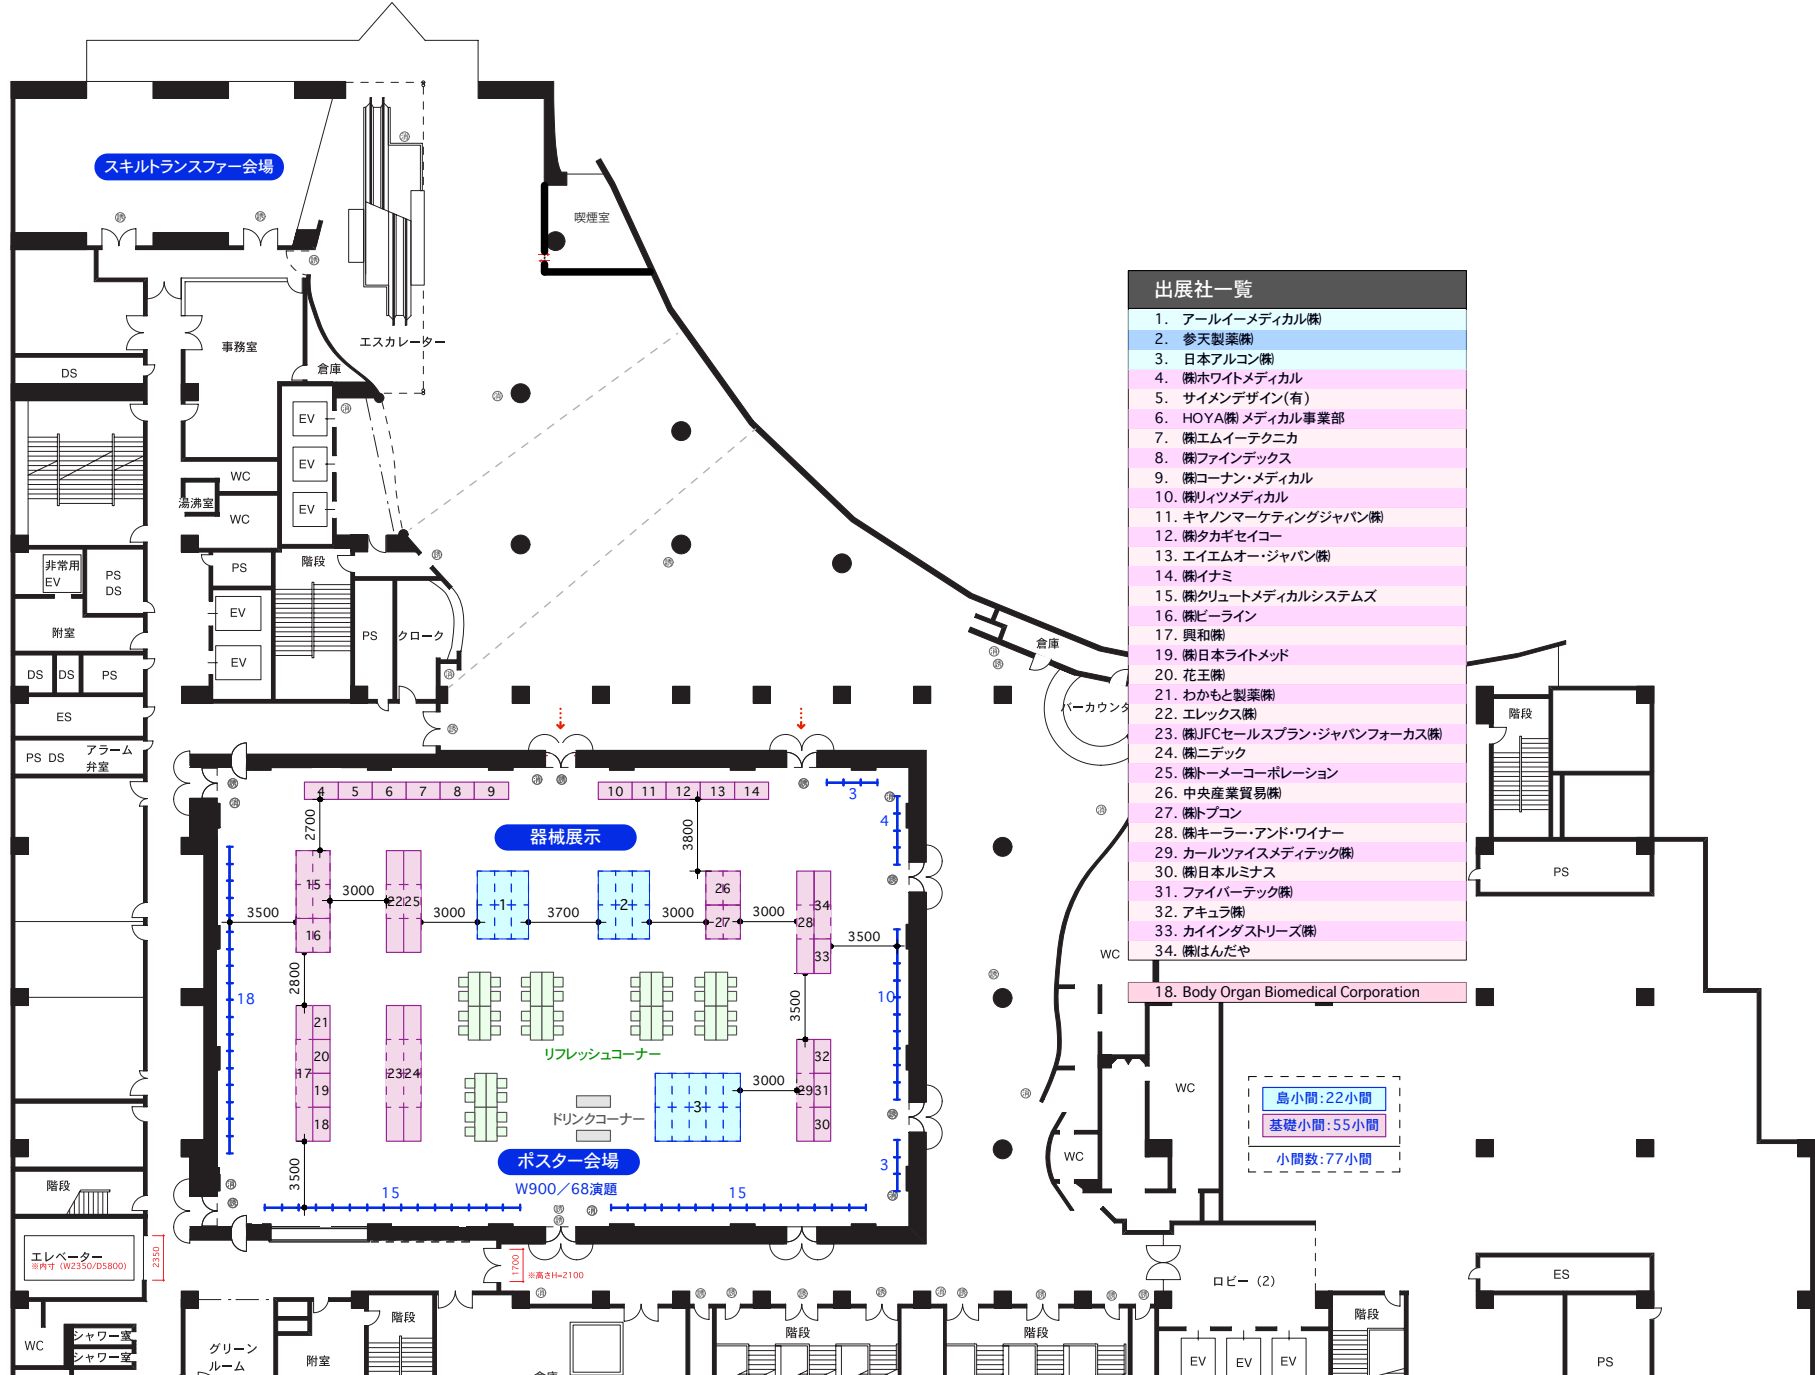 スキルトランスファー会場
喫煙室
エスカレーター
事務室
倉庫
DS
EV
EV
EV
WC
湯沸室
WC
非常用
EV
PS
DS
PS
階段
EV
EV
PS
クローク
附室
DS
DS
PS
ES
PS DS
アラーム
弁室
倉庫
バーカウンタ
出展社一覧
1. アールイーメディカル㈱
2. 参天製薬㈱
3. 日本アルコン㈱
4. ㈱ホワイトメディカル
5. サイメンデザイン(有)
6. HOYA㈱ メディカル事業部
7. ㈱エムイーテクニカ
8. ㈱ファインデックス
9. ㈱コーナン・メディカル
10. ㈱リィツメディカル
11. キヤノンマーケティングジャパン㈱
12. ㈱タカギセイコー
13. エイエムオー・ジャパン㈱
14. ㈱イナミ
15. ㈱クリュートメディカルシステムズ
16. ㈱ビーライン
17. 興和㈱
19. ㈱日本ライトメッド
20. 花王㈱
21. わかもと製薬㈱
22. エレックス㈱
23. ㈱JFCセールスプラン・ジャパンフォーカス㈱
24. ㈱ニデック
25. ㈱トーメーコーポレーション
26. 中央産業貿易㈱
27. ㈱トプコン
28. ㈱キーラー・アンド・ワイナー
29. カールツァイスメディテック㈱
30. ㈱日本ルミナス
31. ファイバーテック㈱
32. アキュラ㈱
33. カイインダストリーズ㈱
34. ㈱はんだや
18. Body Organ Biomedical Corporation
階段
PS
4 5 6 7 8 9
10 11 12 13 14
3
4
2700
器械展示
3800
15
3000
22 25
1
2
26
34
3500
3000
3700
3000
27
3000
28
16
3500
33
2800
18
10
3500
21
リフレッシュコーナー
20
32
17
23 24
3000
29 31
19
3
ドリンクコーナー
18
30
ポスター会場
3
3500
15
W900／68演題
15
WC
WC
WC
島小間：22小間
基礎小間：55小間
小間数：77小間
階段
エレベーター
※内寸（W2350/D5800）
2350
1700
※高さH=2100
ロビー（2）
ES
WC
シャワー室
シャワー室
グリーン
ルーム
附室
階段
階段
階段
EV
EV
EV
階段
PS